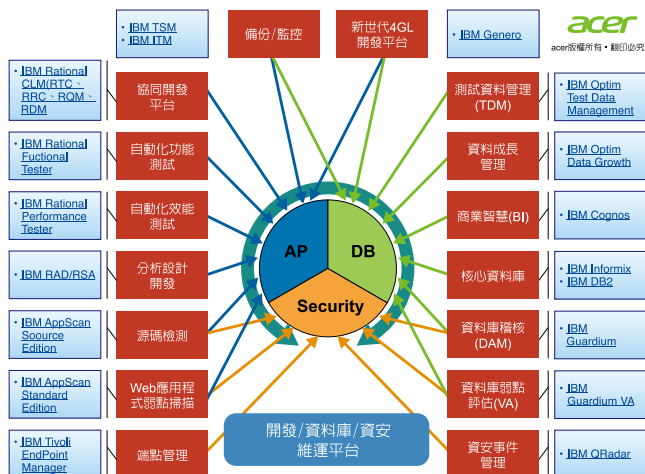 • IBM TSM
• IBM ITM
備份/監控
新世代4GL
開發平台
• IBM Genero
acer
acer版權所有•翻印必究
• IBM Rational
CLM(RTC、
RRC、RQM、
RDM
協同開發
平台
測試資料管理
(TDM)
• IBM Optim
Test Data
Management
• IBM Rational
Fuctional
Tester
自動化功能
測試
資料成長
管理
• IBM Optim
Data Growth
• IBM Rational
Performance
Tester
自動化效能
測試
商業智慧(BI)
• IBM Cognos
AP
DB
Security
• IBM RAD/RSA
分析設計
開發
核心資料庫
• IBM Informix
• IBM DB2
• IBM AppScan
Soource
Edition
源碼檢測
資料庫稽核
(DAM)
• IBM
Guardium
• IBM AppScan
Standard
Edition
Web應用程
式弱點掃描
資料庫弱點
評估(VA)
• IBM
Guardium VA
• IBM Tivoli
EndPoint
Manager
端點管理
開發/資料庫/資安
維運平台
資安事件
管理
• IBM QRadar